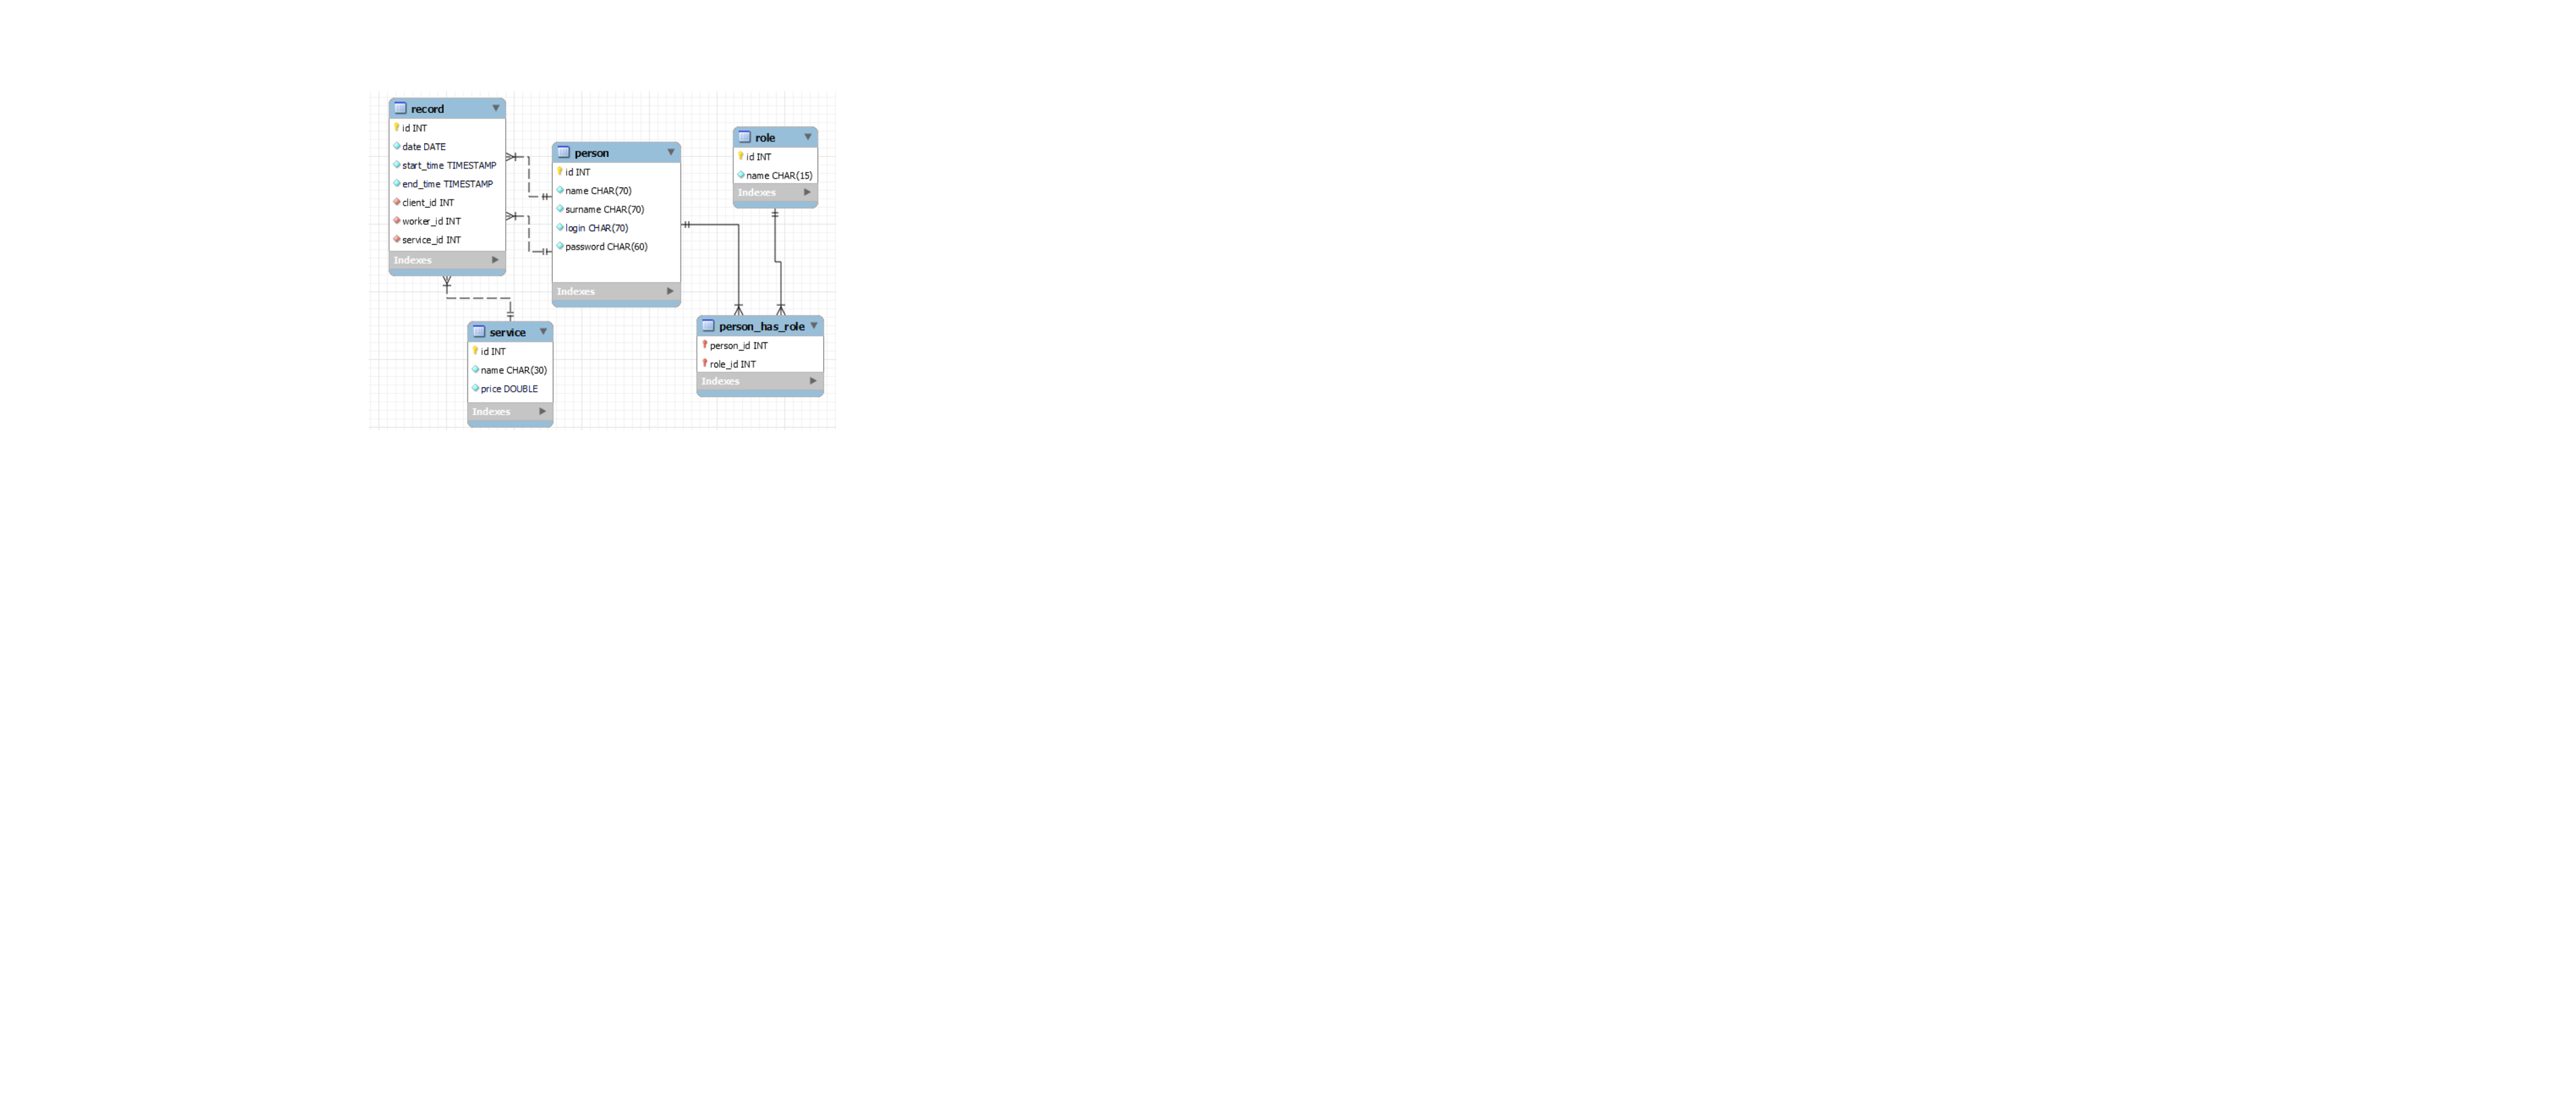 record
id INT
date DATE
start_time TIMESTAMP
end_time TIMESTAMP
client_id INT
worker_id INT
service_id INT
Indexes
person
id INT
name CHAR(70)
surname CHAR(70)
login CHAR(70)
password CHAR(60)
Indexes
role
id INT
name CHAR(15)
Indexes
service
id INT
name CHAR(30)
price DOUBLE
Indexes
person_has_role
person_id INT
role_id INT
Indexes